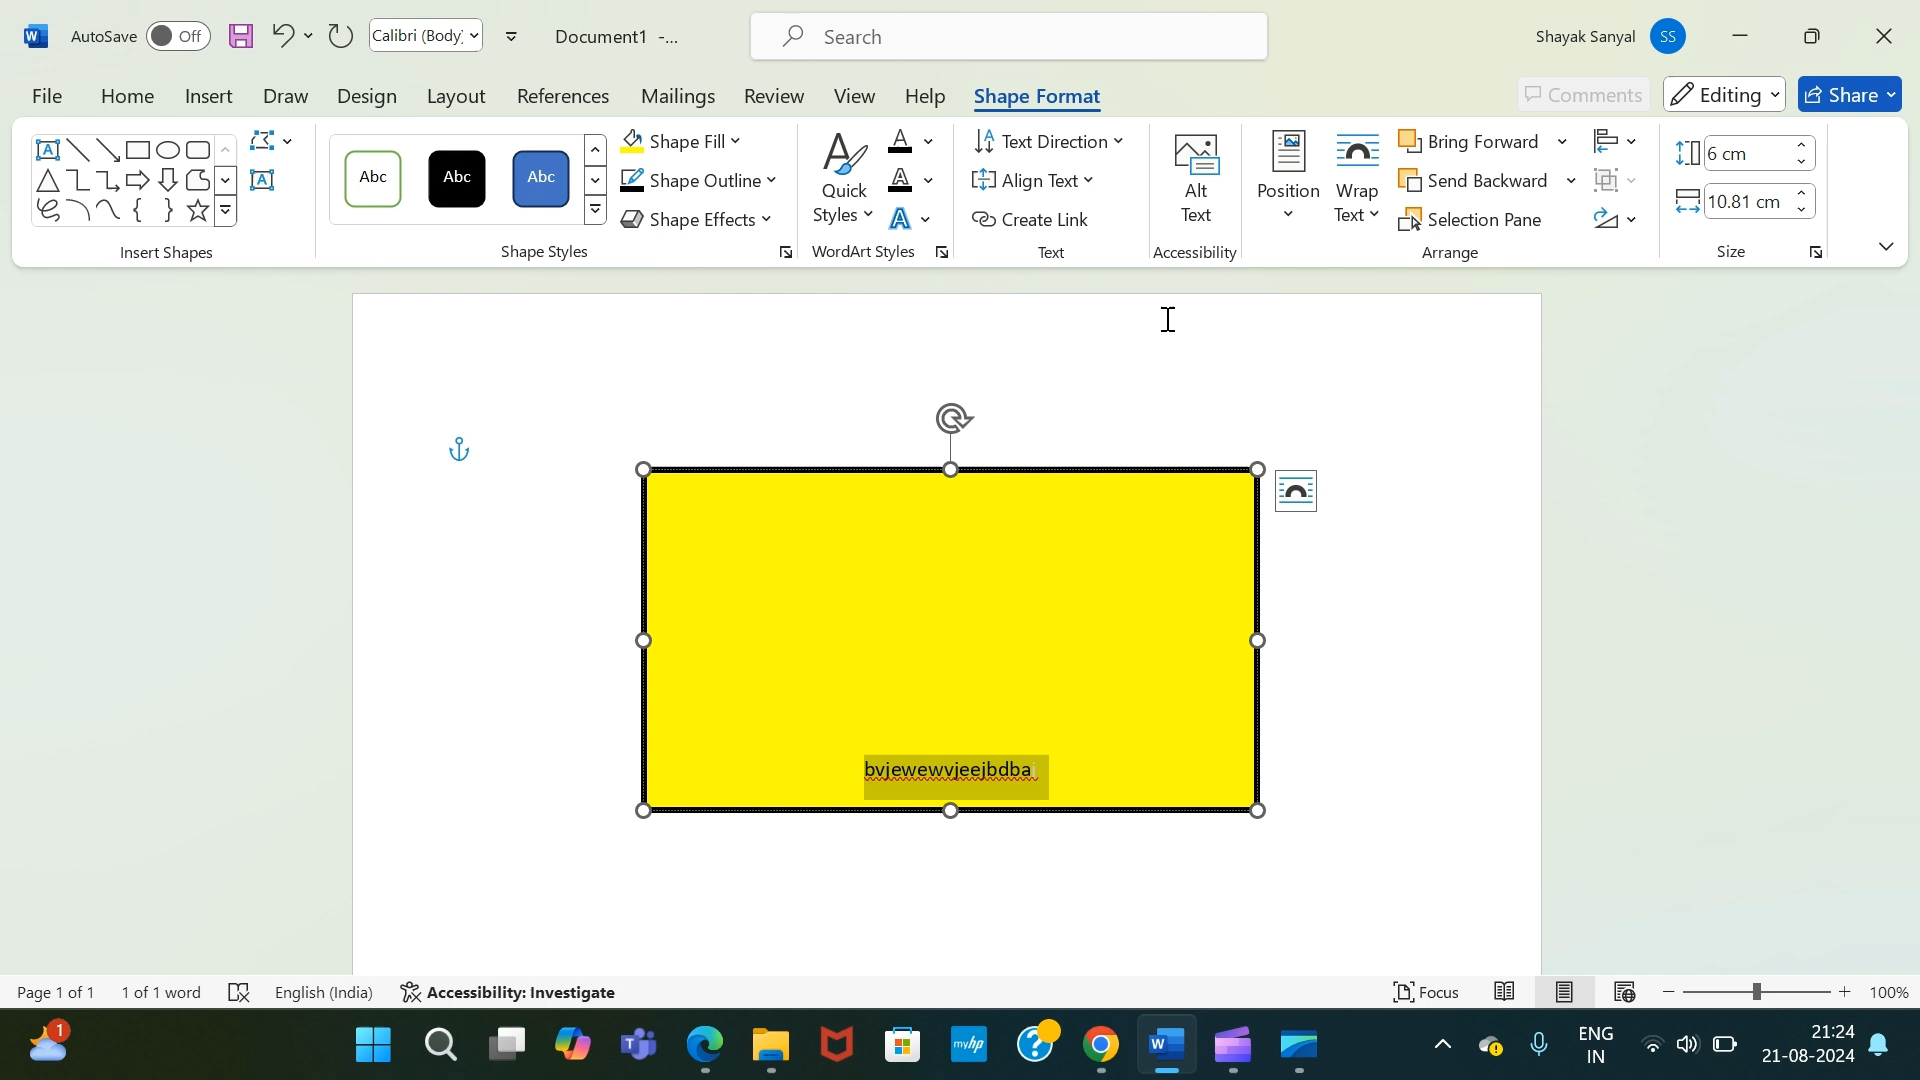 AutoSave Off Calibri (Body) Document1 -... Search Shayak Sanyal SS
File Home Insert Draw Design Layout References Mailings Review View Help Shape Format Comments Editing Share
A
Abc Abc Abc
Shape Fill
Shape Outline
Shape Effects
Quick
Styles
A
A
A
Text Direction
Align Text
Create Link
Alt
Text
Position
Wrap
Text
Bring Forward
Send Backward
Selection Pane
6 cm
10.81 cm
Insert Shapes Shape Styles WordArt Styles Text Accessibility Arrange Size
bvjewewvjeejbdbai
Page 1 of 1 1 of 1 word English (India) Accessibility: Investigate Focus 100%
1 myhp ENG
IN
21:24
21-08-2024